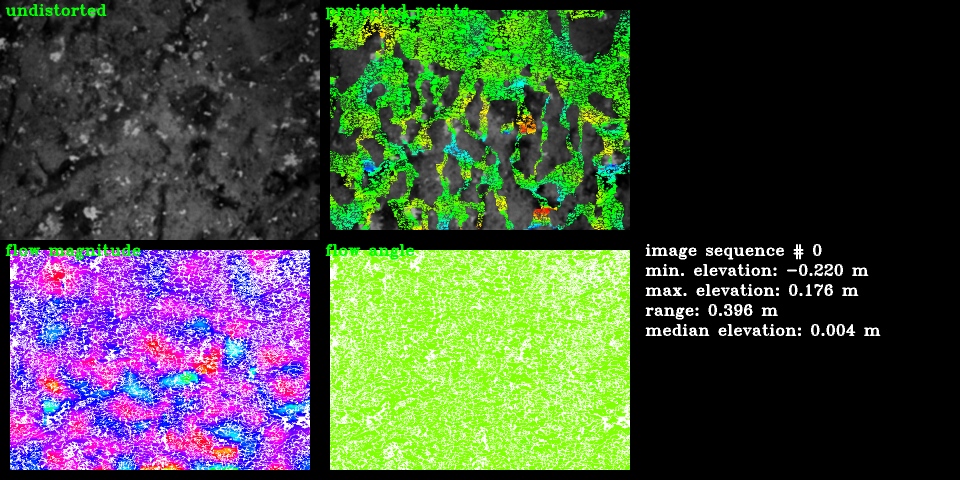 undistorted
projected points
flow magnitude
flow angle
image sequence # 0
min. elevation: -0.220 m
max. elevation: 0.176 m
range: 0.396 m
median elevation: 0.004 m